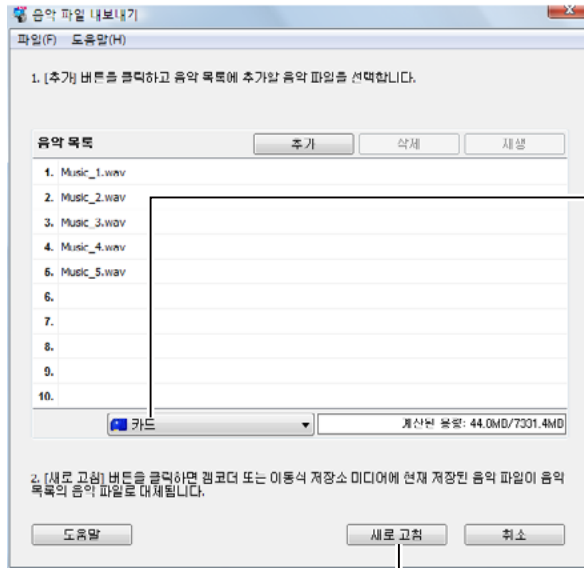 음악 파일 내보내기
파일(F) 도움말(H)
1. [추가] 버튼을 클릭하고 음악 목록에 추가할 음악 파일을 선택합니다.
음악 목록 추가 삭제 재생
1. Music_1.wav
2. Music_2.wav
3. Music_3.wav
4. Music_4.wav
5. Music_5.wav
6.
7.
8.
9.
10.
카드 계산된 용량: 44.0MB/7331.4MB
2. [새로 고침] 버튼을 클릭하면 캠코더 또는 이동식 저장소 미디어에 현재 저장된 음악 파일이 음악
목록의 음악 파일로 대체됩니다.
도움말 새로 고침 취소